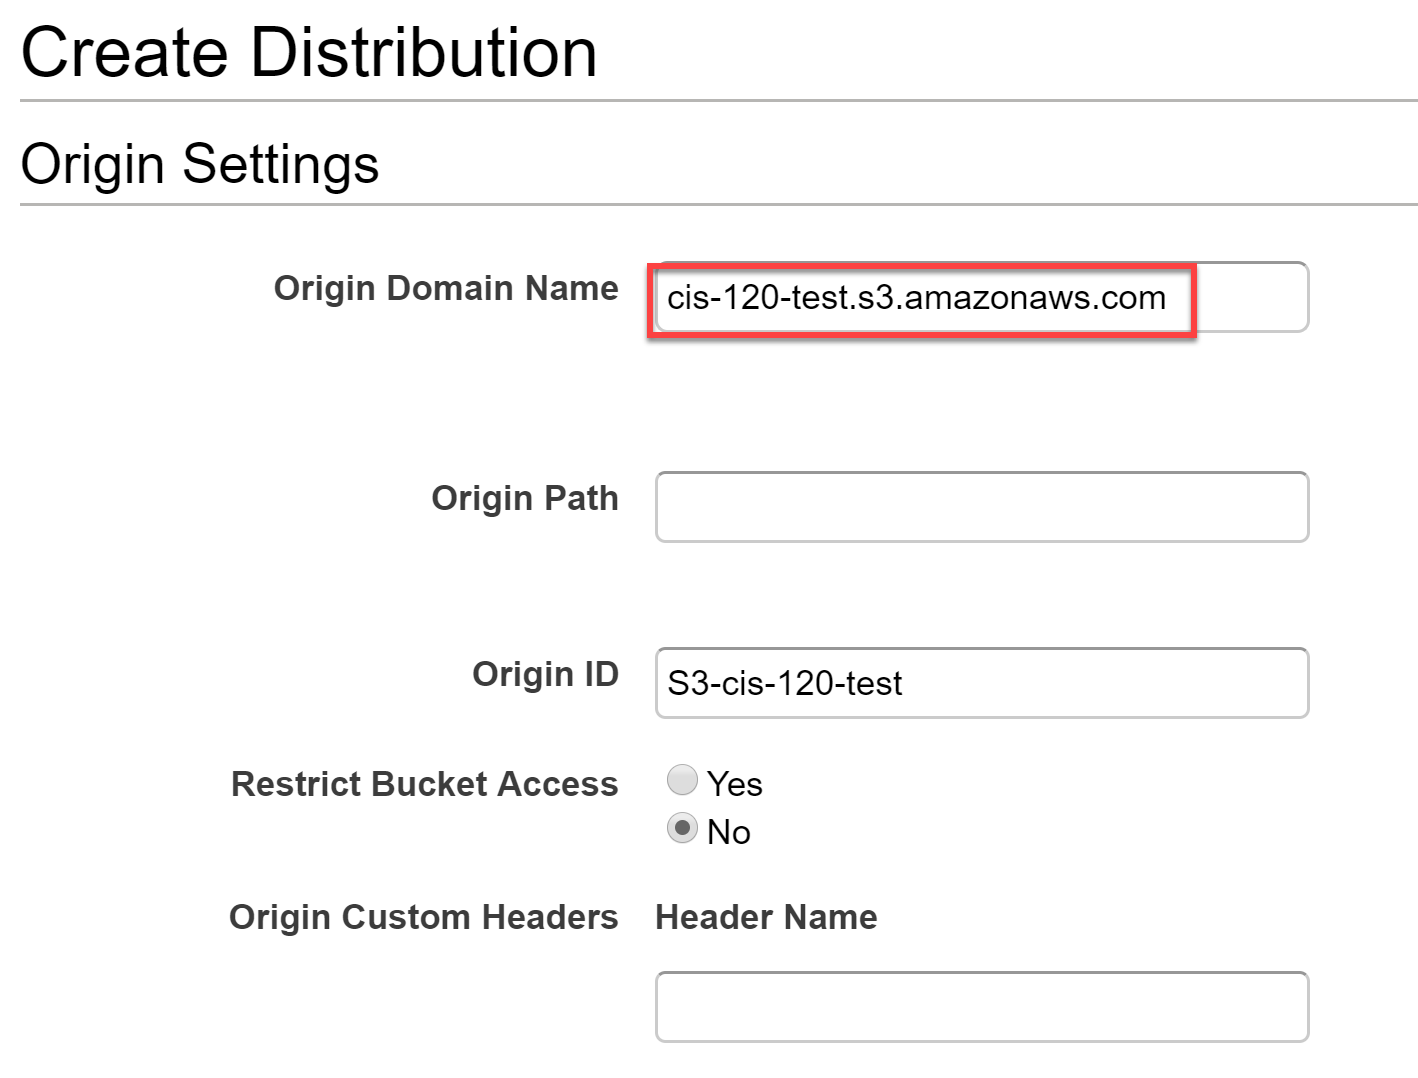 Create Distribution
Origin Settings
Origin Domain Name cis-120-test.s3.amazonaws.com
Origin Path
Origin ID S3-cis-120-test
Restrict Bucket Access Yes
No
Origin Custom Headers Header Name